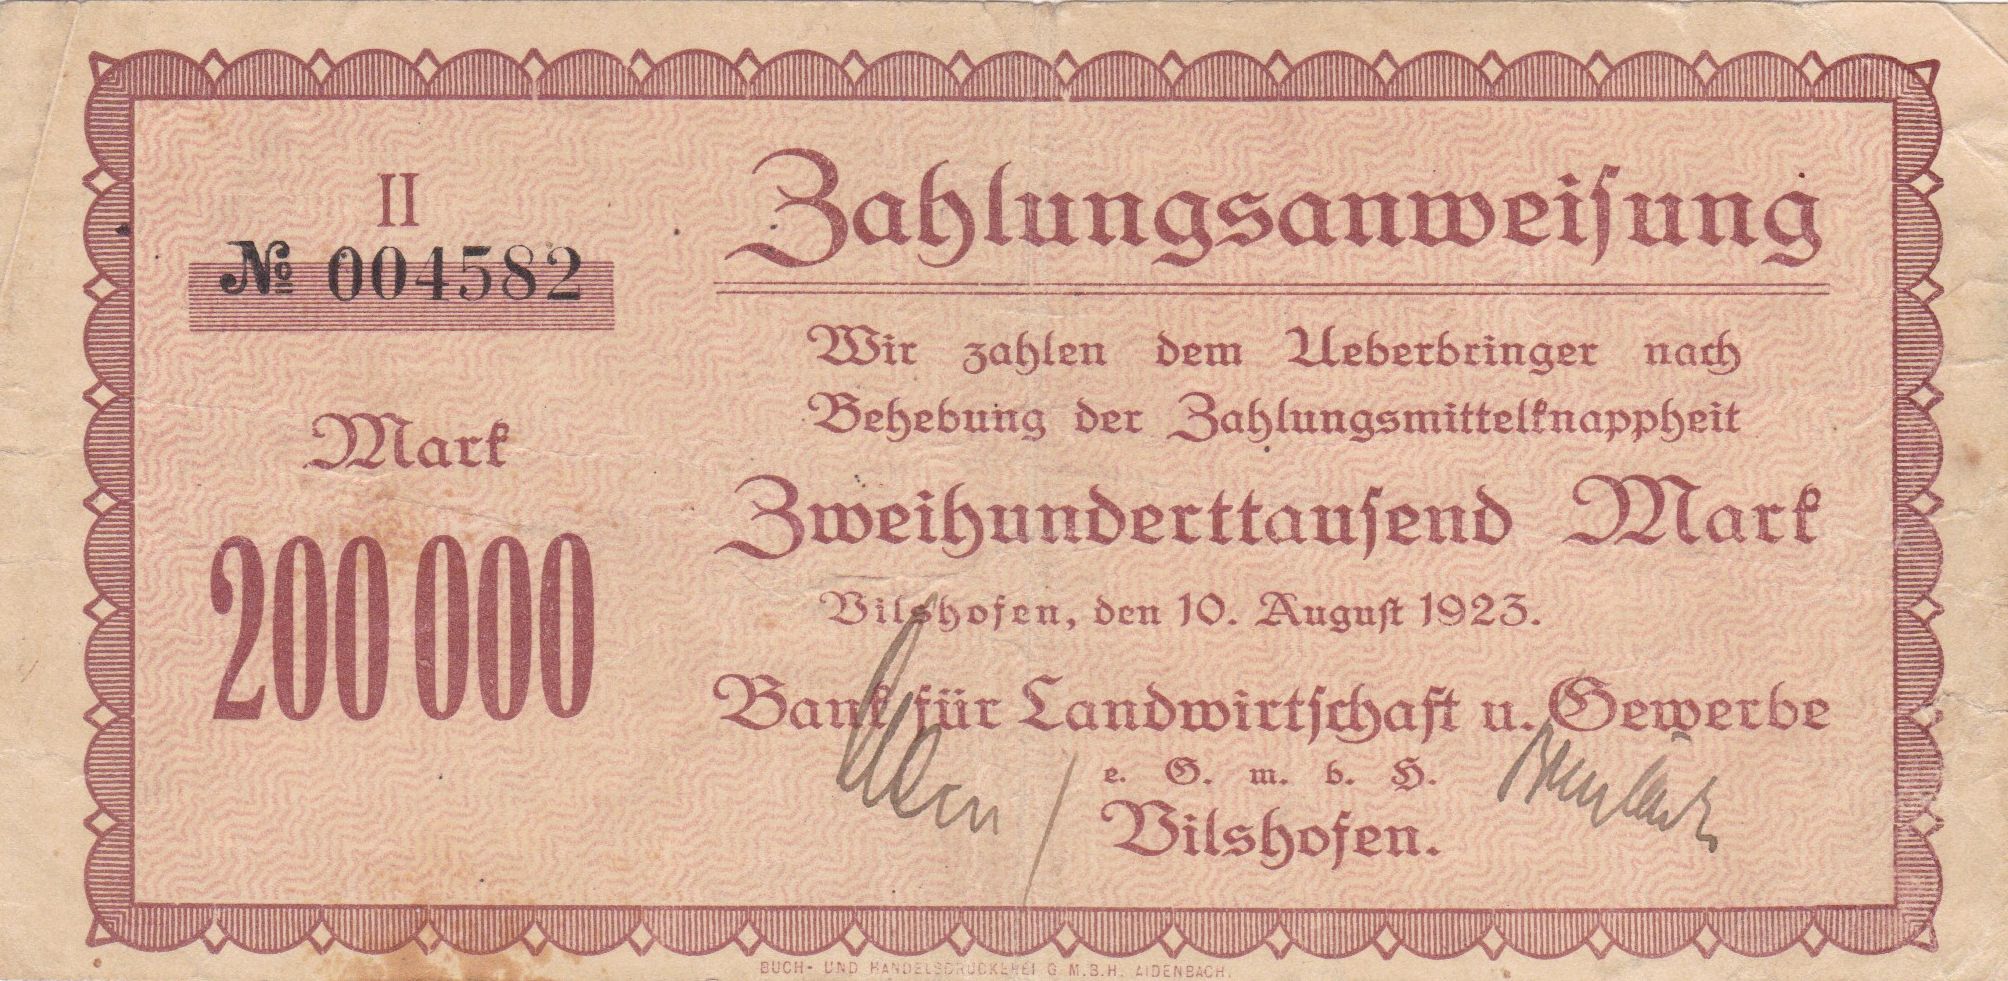 II
№ 004582
Mark
200 000
Zahlungsanweisung
Wir zahlen dem Ueberbringer nach
Behebung der Zahlungsmittelknappheit
Zweihunderttausend Mark
Vilshofen, den 10. August 1923.
Bank für Landwirtschaft u. Gewerbe
e. G. m. b. H.
Vilshofen.
BUCH- UND HANDELSDRUCKEREI G.M.B.H. AIDENBACH.